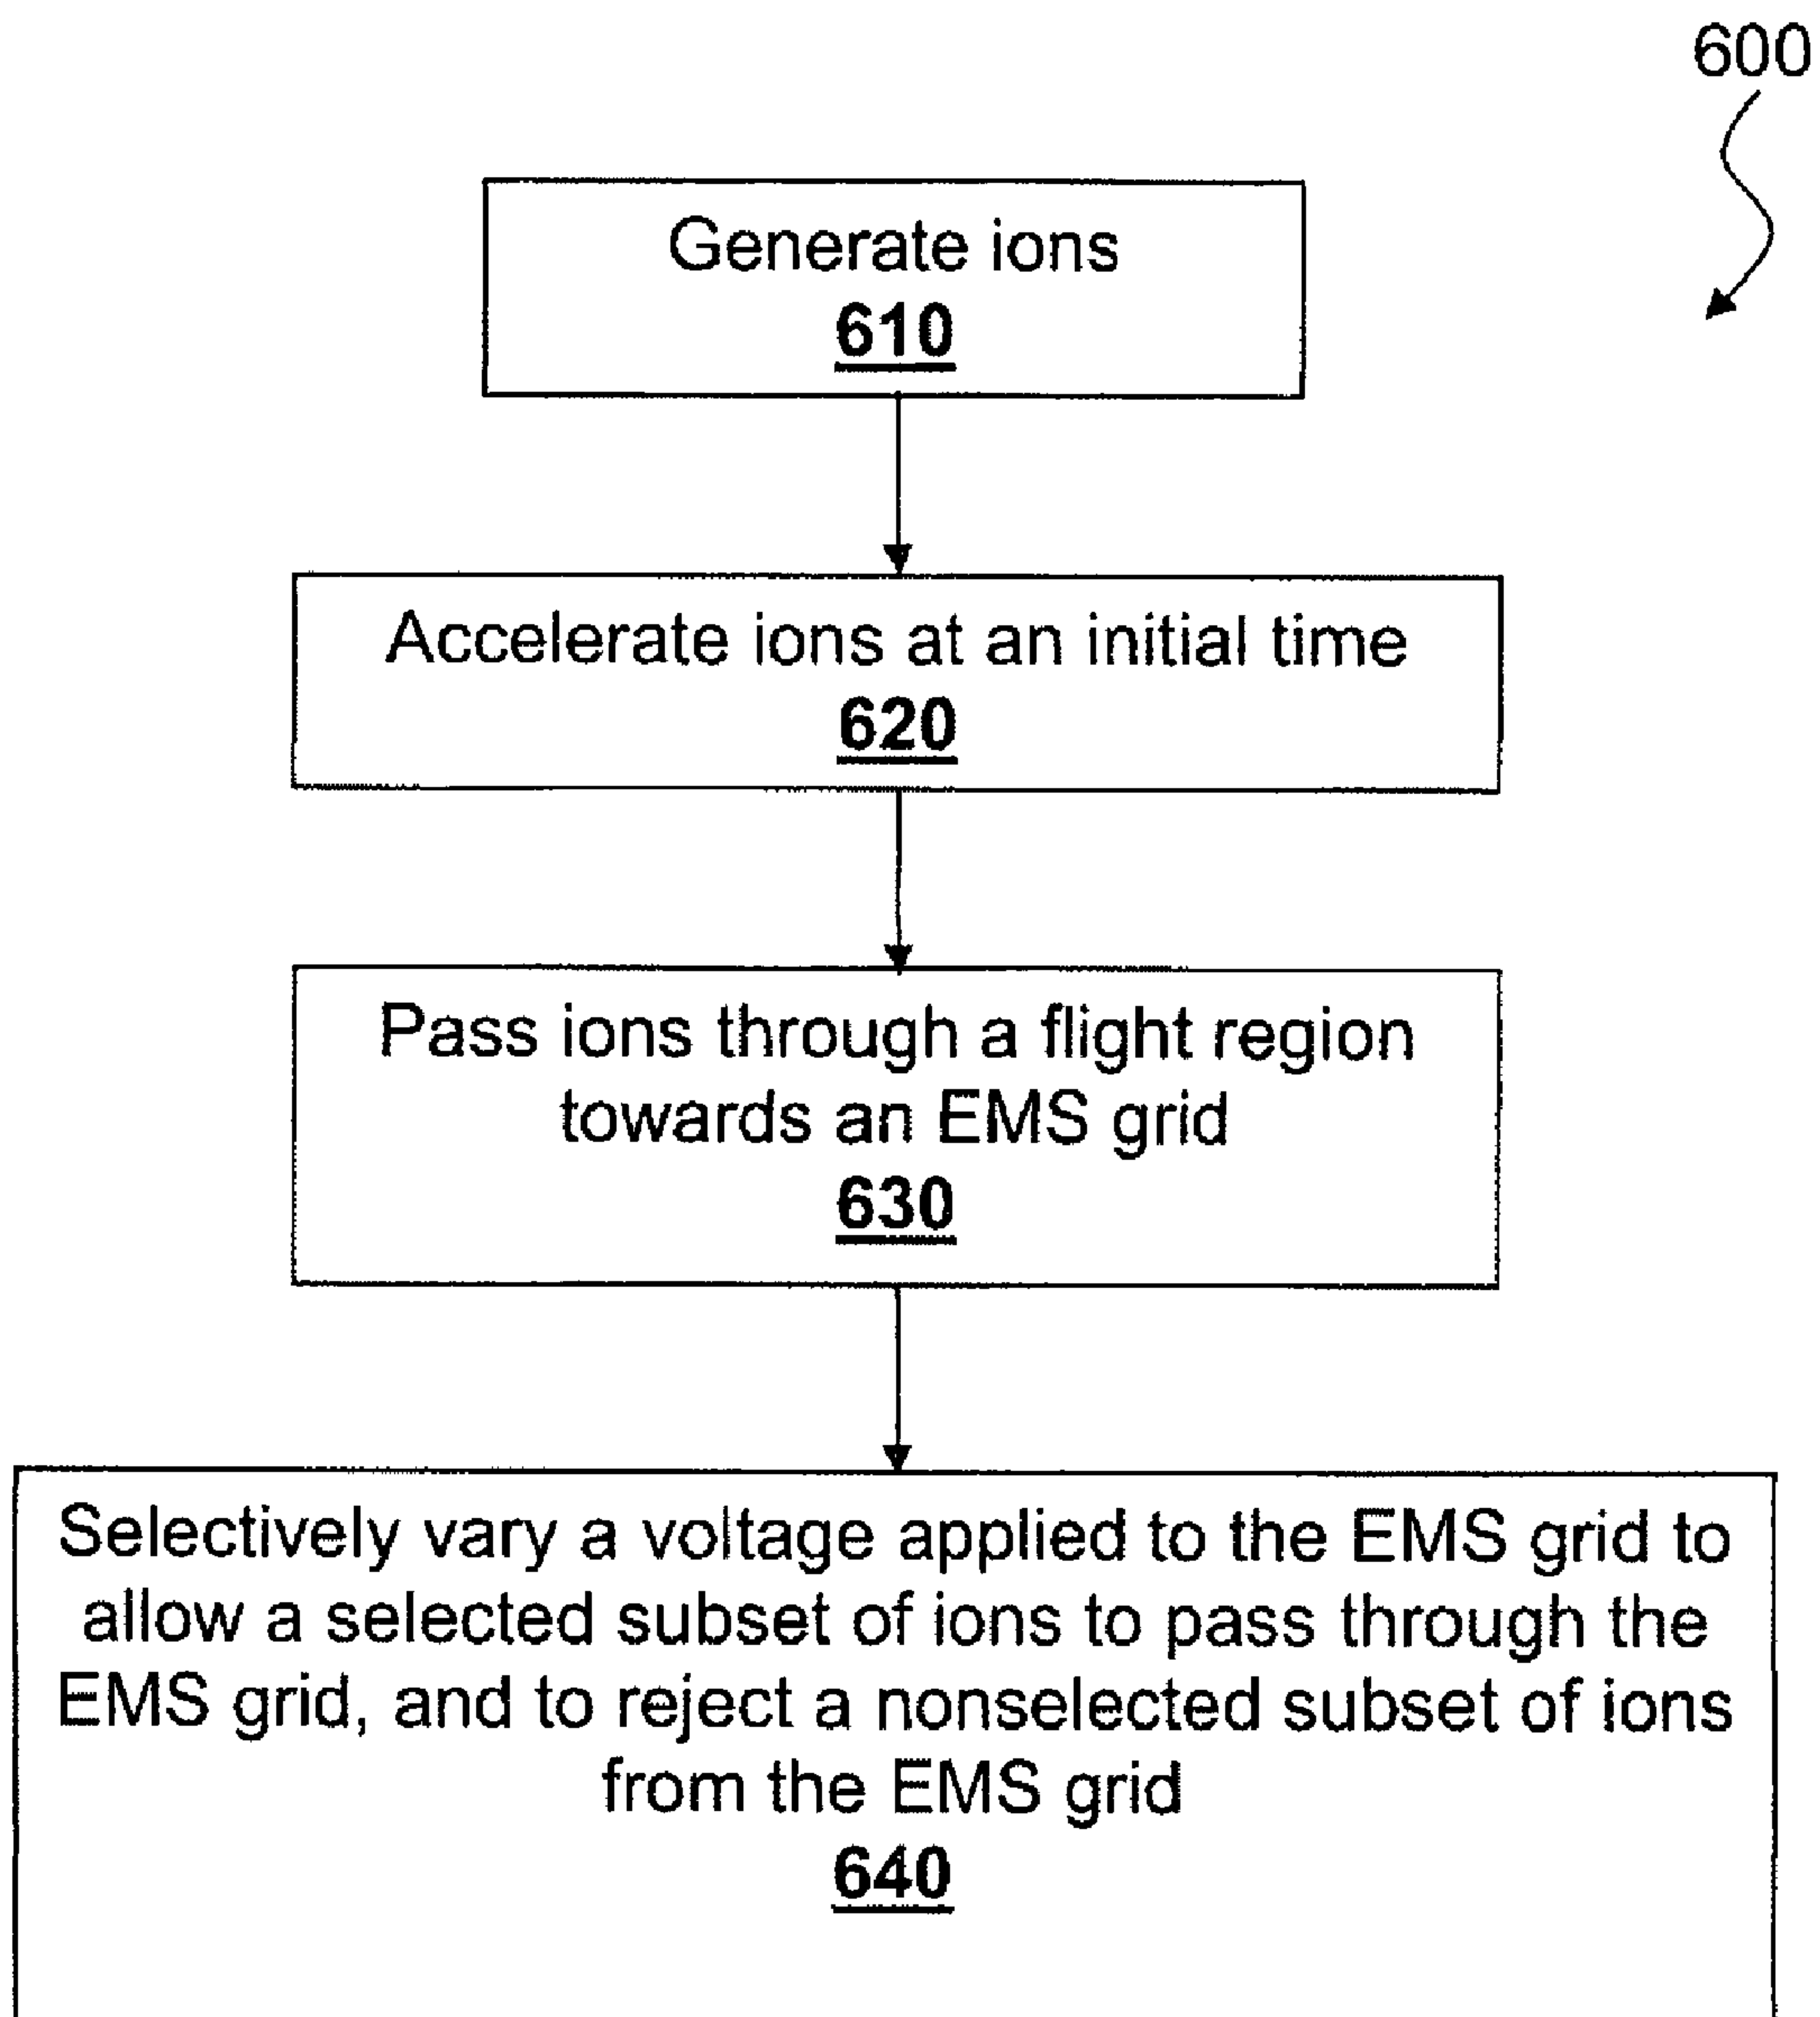 600
Generate ions
610
Accelerate ions at an initial time
620
Pass ions through a flight region
towards an EMS grid
630
Selectively vary a voltage applied to the EMS grid to
allow a selected subset of ions to pass through the
EMS grid, and to reject a nonselected subset of ions
from the EMS grid
640